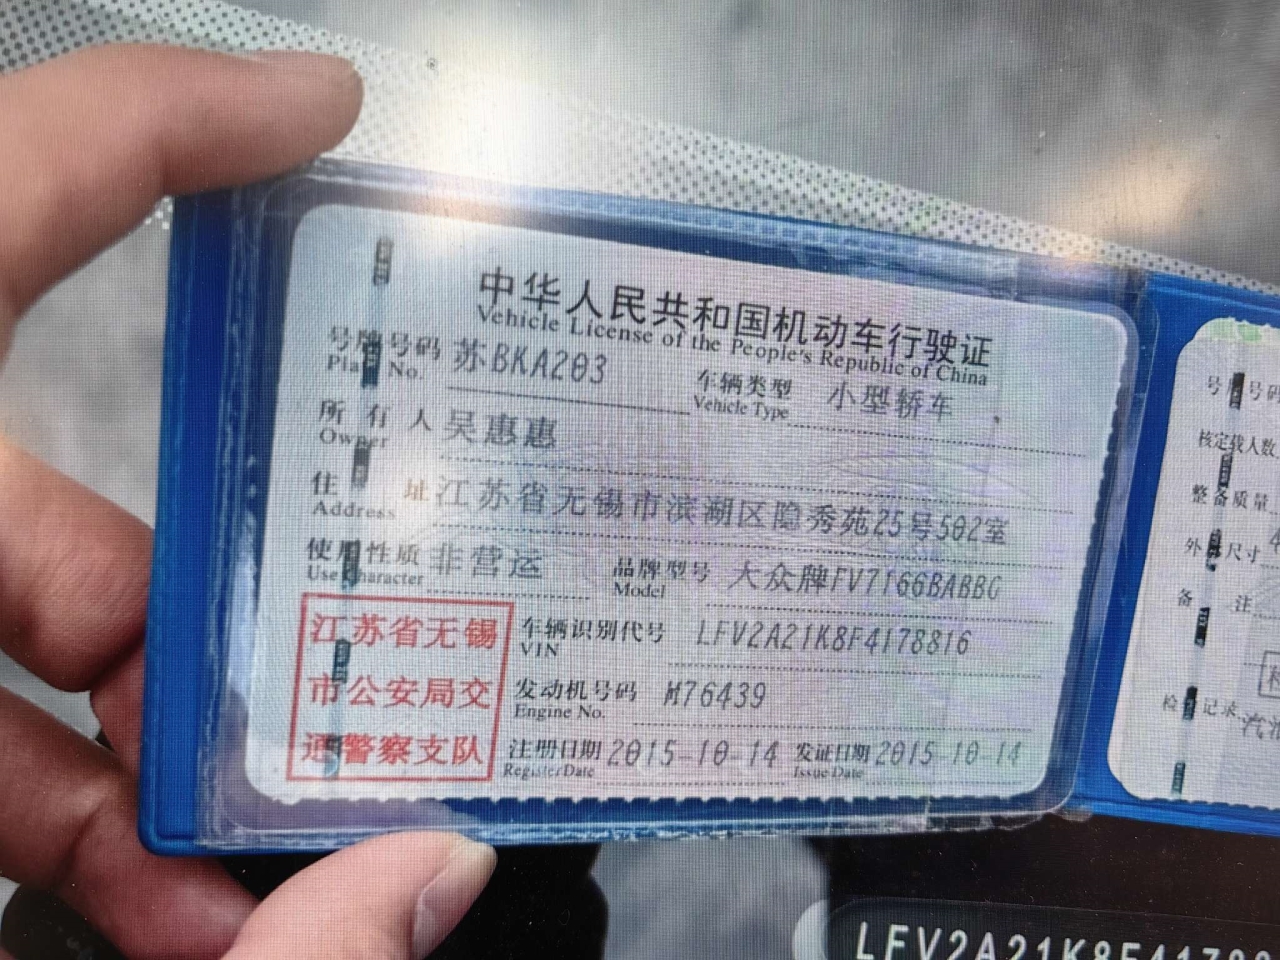 中华人民共和国机动车行驶证
Vehicle License of the People's Republic of China
号牌号码 苏BKA203 车辆类型 小型轿车
Plate No. Vehicle Type
所有人 吴惠惠
Owner
住址 江苏省无锡市滨湖区隐秀苑25号502室
Address
使用性质 非营运 品牌型号 大众牌FV7166BABBG
Use Character Model
江苏省无锡
市公安局交
通警察支队
车辆识别代号 LFV2A21K8F4178816
VIN
发动机号码 M76439
Engine No.
注册日期 2015-10-14 发证日期 2015-10-14
Register Date Issue Date
号牌号码
核定载人数
整备质量
外廓尺寸 4
备注
检验记录
LFV2A21K8F4178